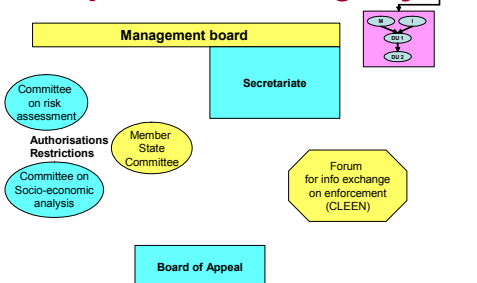 Management board
M I
DU 1
DU 2
Secretariate
Committee
on risk
assessment
Authorisations
Restrictions
Member
State
Committee
Committee on
Socio-economic
analysis
Forum
for info exchange
on enforcement
(CLEEN)
Board of Appeal